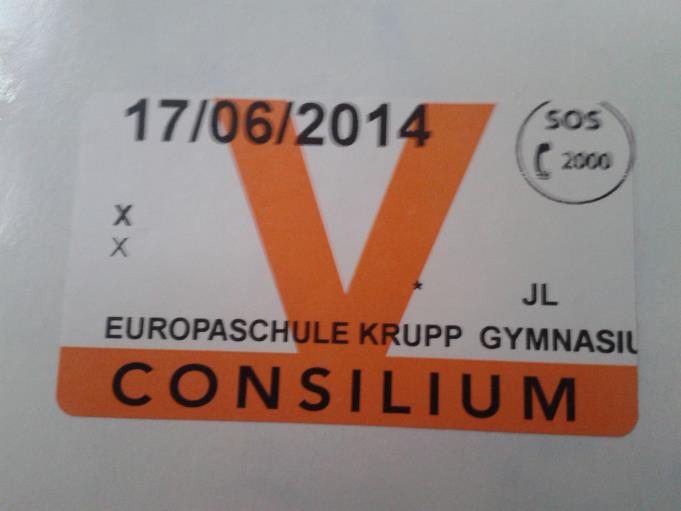 17/06/2014
SOS
2000
X
X
V
*
JL
EUROPASCHULE KRUPP GYMNASIU
CONSILIUM